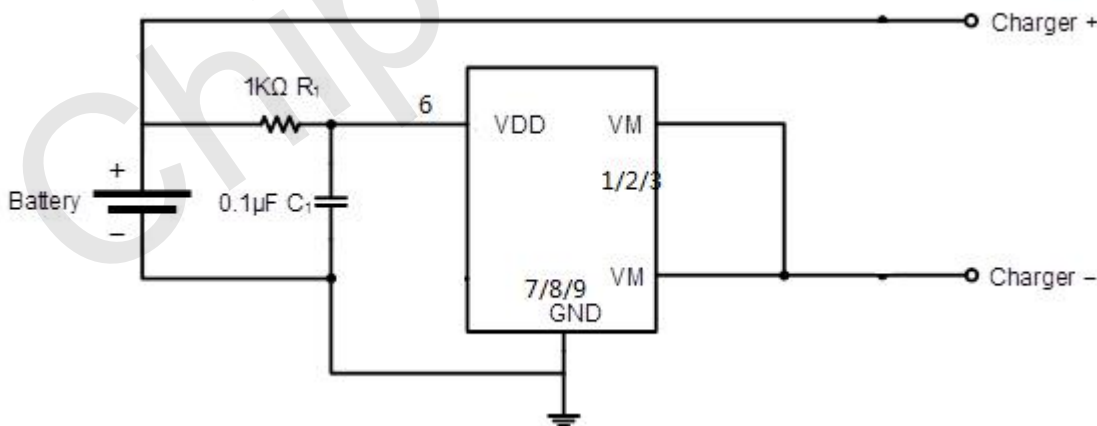 Charger +
1KΩ R₁
6
VDD
VM
+
1/2/3
Battery
0.1μF C₁
−
7/8/9
VM
GND
Charger −
Chip